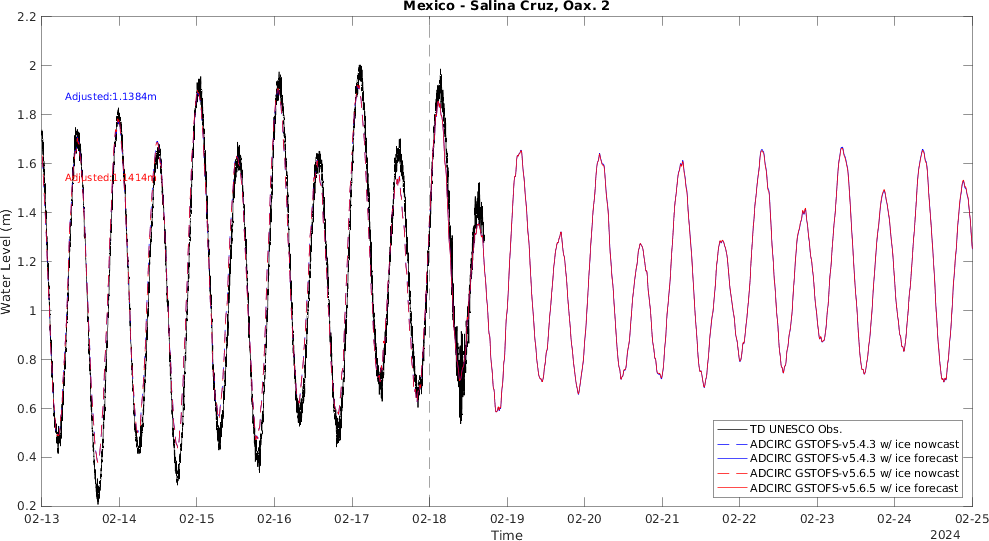 Mexico - Salina Cruz, Oax. 2
Water Level (m)
2.2
2
1.8
1.6
1.4
1.2
1
0.8
0.6
0.4
0.2
Adjusted:1.1384m
Adjusted:1.1414m
TD UNESCO Obs.
ADCIRC GSTOFS-v5.4.3 w/ ice nowcast
ADCIRC GSTOFS-v5.4.3 w/ ice forecast
ADCIRC GSTOFS-v5.6.5 w/ ice nowcast
ADCIRC GSTOFS-v5.6.5 w/ ice forecast
02-13 02-14 02-15 02-16 02-17 02-18 02-19 02-20 02-21 02-22 02-23 02-24 02-25
Time
2024